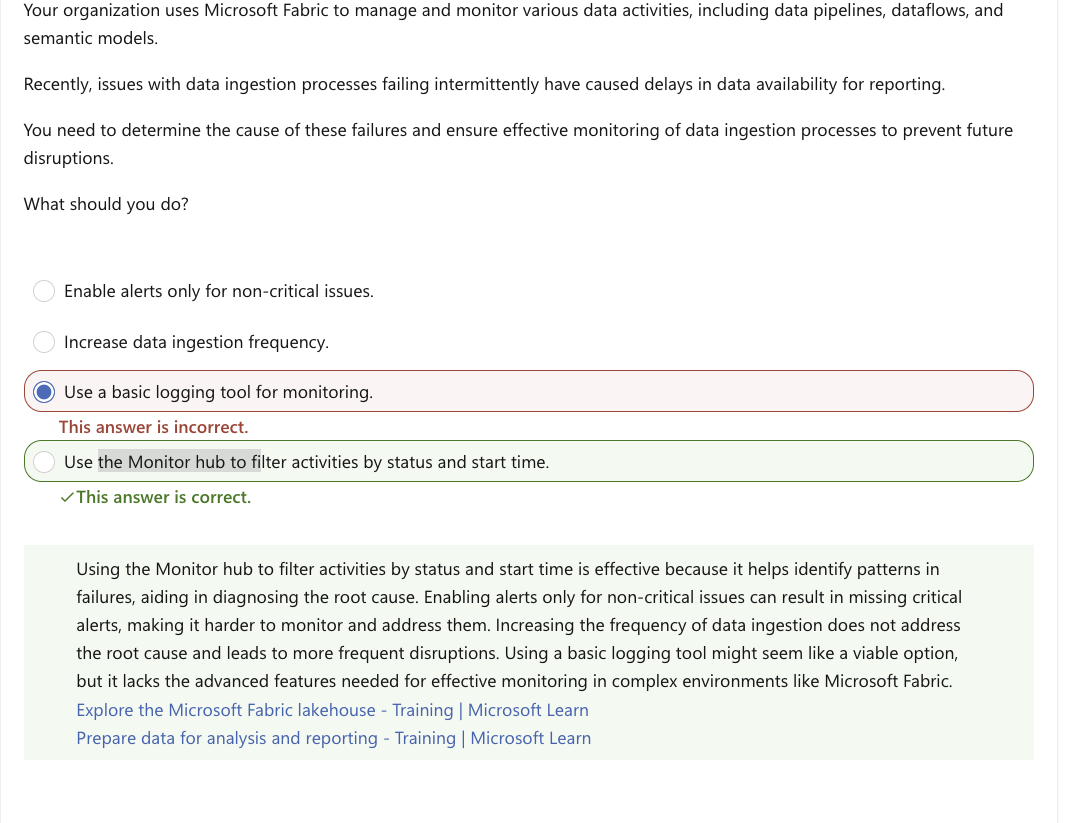 Your organization uses Microsoft Fabric to manage and monitor various data activities, including data pipelines, dataflows, and
semantic models.
Recently, issues with data ingestion processes failing intermittently have caused delays in data availability for reporting.
You need to determine the cause of these failures and ensure effective monitoring of data ingestion processes to prevent future
disruptions.
What should you do?
Enable alerts only for non-critical issues.
Increase data ingestion frequency.
Use a basic logging tool for monitoring.
This answer is incorrect.
Use the Monitor hub to filter activities by status and start time.
This answer is correct.
Using the Monitor hub to filter activities by status and start time is effective because it helps identify patterns in
failures, aiding in diagnosing the root cause. Enabling alerts only for non-critical issues can result in missing critical
alerts, making it harder to monitor and address them. Increasing the frequency of data ingestion does not address
the root cause and leads to more frequent disruptions. Using a basic logging tool might seem like a viable option,
but it lacks the advanced features needed for effective monitoring in complex environments like Microsoft Fabric.
Explore the Microsoft Fabric lakehouse - Training | Microsoft Learn
Prepare data for analysis and reporting - Training | Microsoft Learn